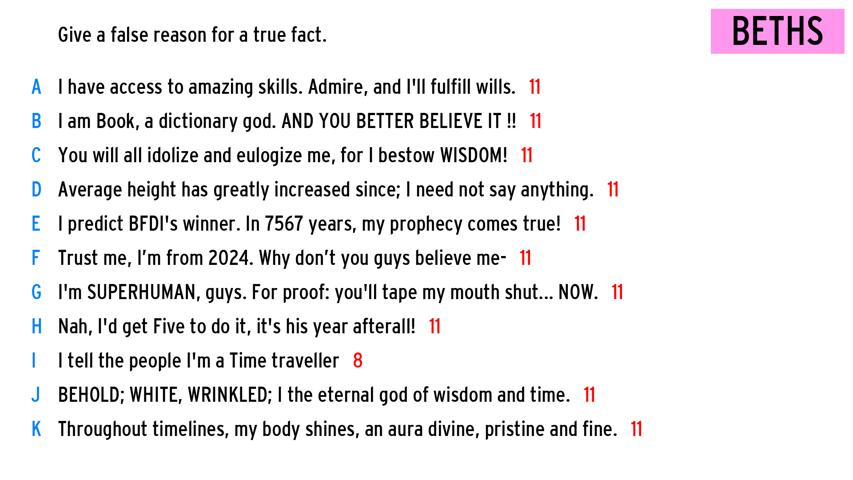 Give a false reason for a true fact.
BETHS
A I have access to amazing skills. Admire, and I'll fulfill wills. 11
B I am Book, a dictionary god. AND YOU BETTER BELIEVE IT !! 11
C You will all idolize and eulogize me, for I bestow WISDOM! 11
D Average height has greatly increased since; I need not say anything. 11
E I predict BFDI's winner. In 7567 years, my prophecy comes true! 11
F Trust me, I’m from 2024. Why don’t you guys believe me- 11
G I'm SUPERHUMAN, guys. For proof: you'll tape my mouth shut... NOW. 11
H Nah, I'd get Five to do it, it's his year afterall! 11
I I tell the people I'm a Time traveller 8
J BEHOLD; WHITE, WRINKLED; I the eternal god of wisdom and time. 11
K Throughout timelines, my body shines, an aura divine, pristine and fine. 11